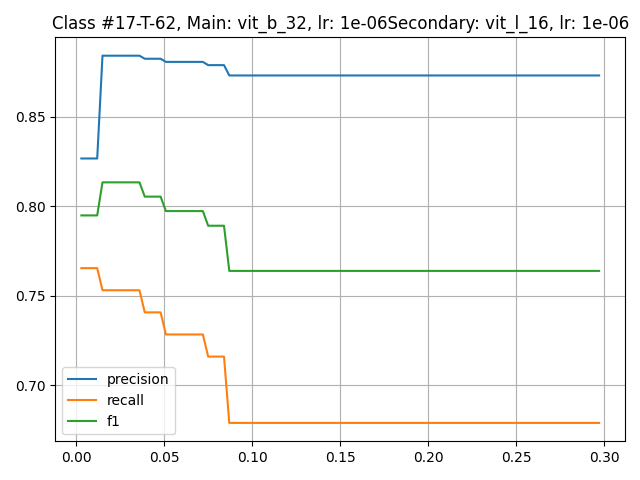 Class #17-T-62, Main: vit_b_32, lr: 1e-06Secondary: vit_l_16, lr: 1e-06
0.85
0.80
0.75
0.70
precision
recall
f1
0.00 0.05 0.10 0.15 0.20 0.25 0.30